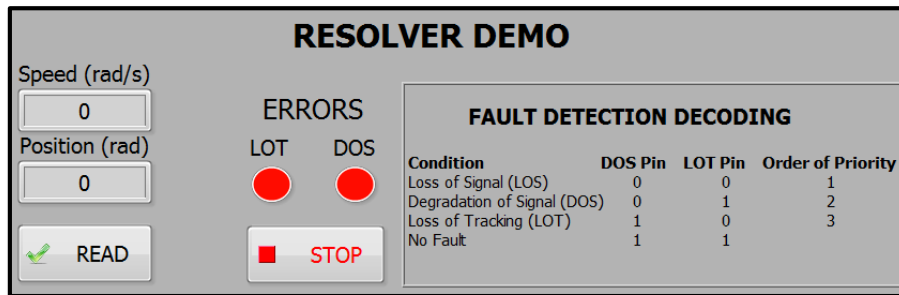 RESOLVER DEMO
Speed (rad/s)
0
Position (rad)
0
READ
ERRORS
LOT DOS
STOP
FAULT DETECTION DECODING
Condition DOS Pin LOT Pin Order of Priority
Loss of Signal (LOS) 0 0 1
Degradation of Signal (DOS) 0 1 2
Loss of Tracking (LOT) 1 0 3
No Fault 1 1